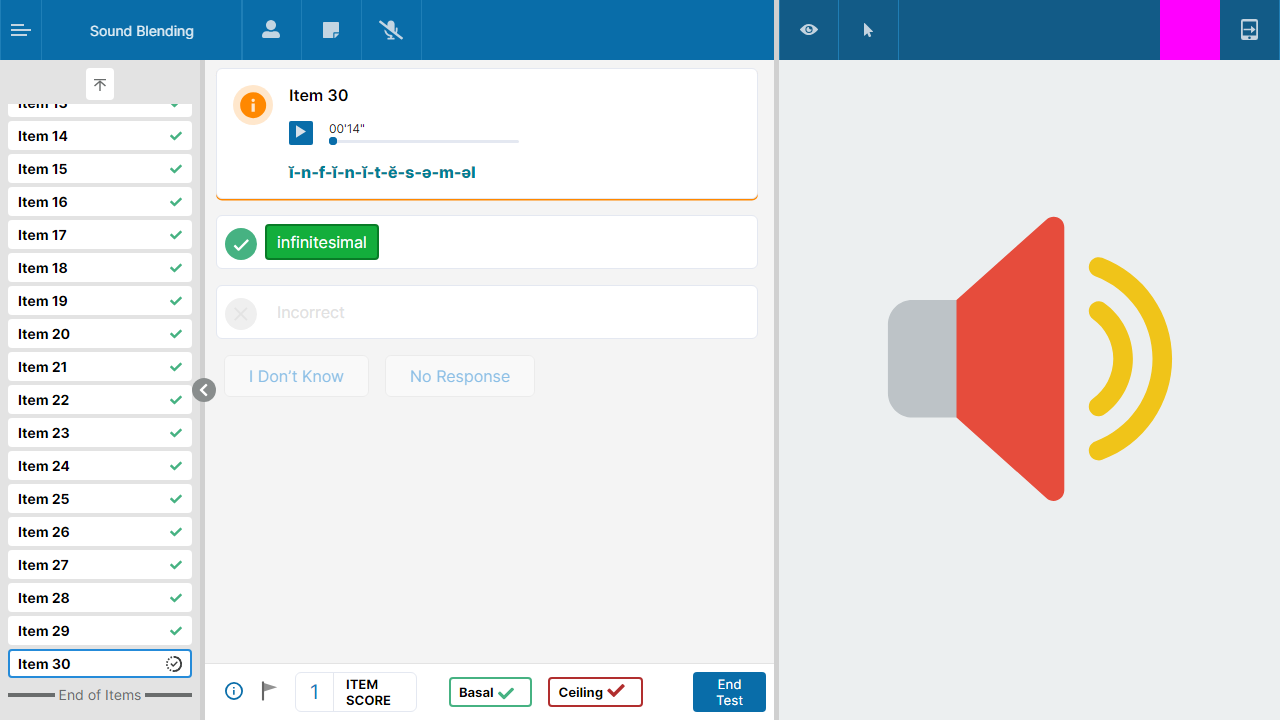 Sound Blending
Item 14
Item 15
Item 16
Item 17
Item 18
Item 19
Item 20
Item 21
Item 22
Item 23
Item 24
Item 25
Item 26
Item 27
Item 28
Item 29
Item 30
End of Items
Item 30
00'14"
ĭ-n-f-ĭ-n-ĭ-t-ĕ-s-ə-m-əl
infinitesimal
Incorrect
I Don't Know
No Response
1
ITEM
SCORE
Basal
Ceiling
End
Test